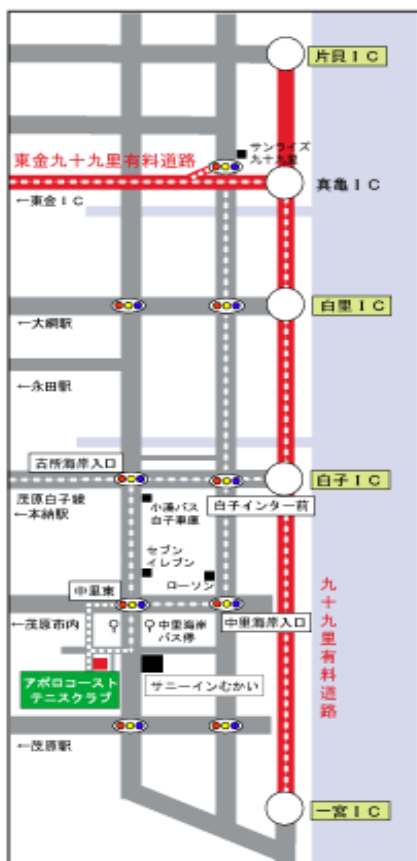 片貝ＩＣ
サンライズ
九十九里
東金九十九里有料道路
真亀ＩＣ
←東金ＩＣ
白里ＩＣ
←大網駅
←永田駅
古所海岸入口
白子ＩＣ
茂原白子線
←本納駅
小湊バス
白子車庫
白子インター前
セブン
イレブン
ローソン
中里東
九十九里有料道路
←茂原市内
中里海岸
バス停
中里海岸入口
アポロコースト
テニスクラブ
サニーインむかい
←茂原駅
一宮ＩＣ